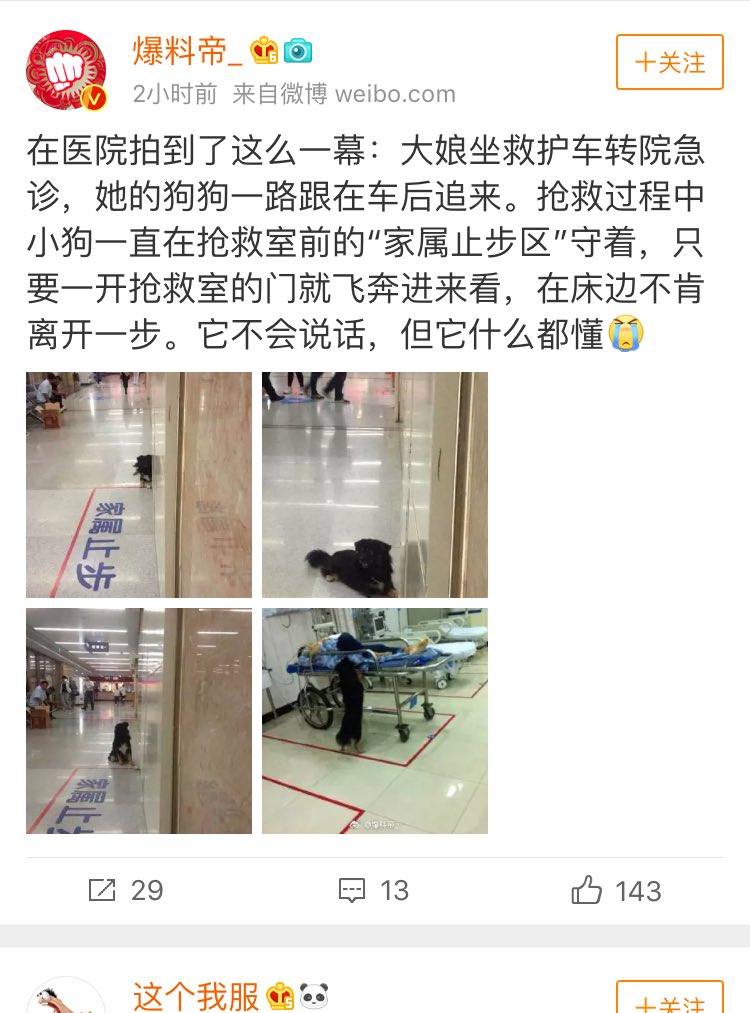 爆料帝_
+关注
2小时前 来自微博 weibo.com
在医院拍到了这么一幕：大娘坐救护车转院急
诊，她的狗狗一路跟在车后追来。抢救过程中
小狗一直在抢救室前的“家属止步区”守着，只
要一开抢救室的门就飞奔进来看，在床边不肯
离开一步。它不会说话，但它什么都懂
家属止步
家属止步
@爆料帝_
29
13
143
这个我服
+关注